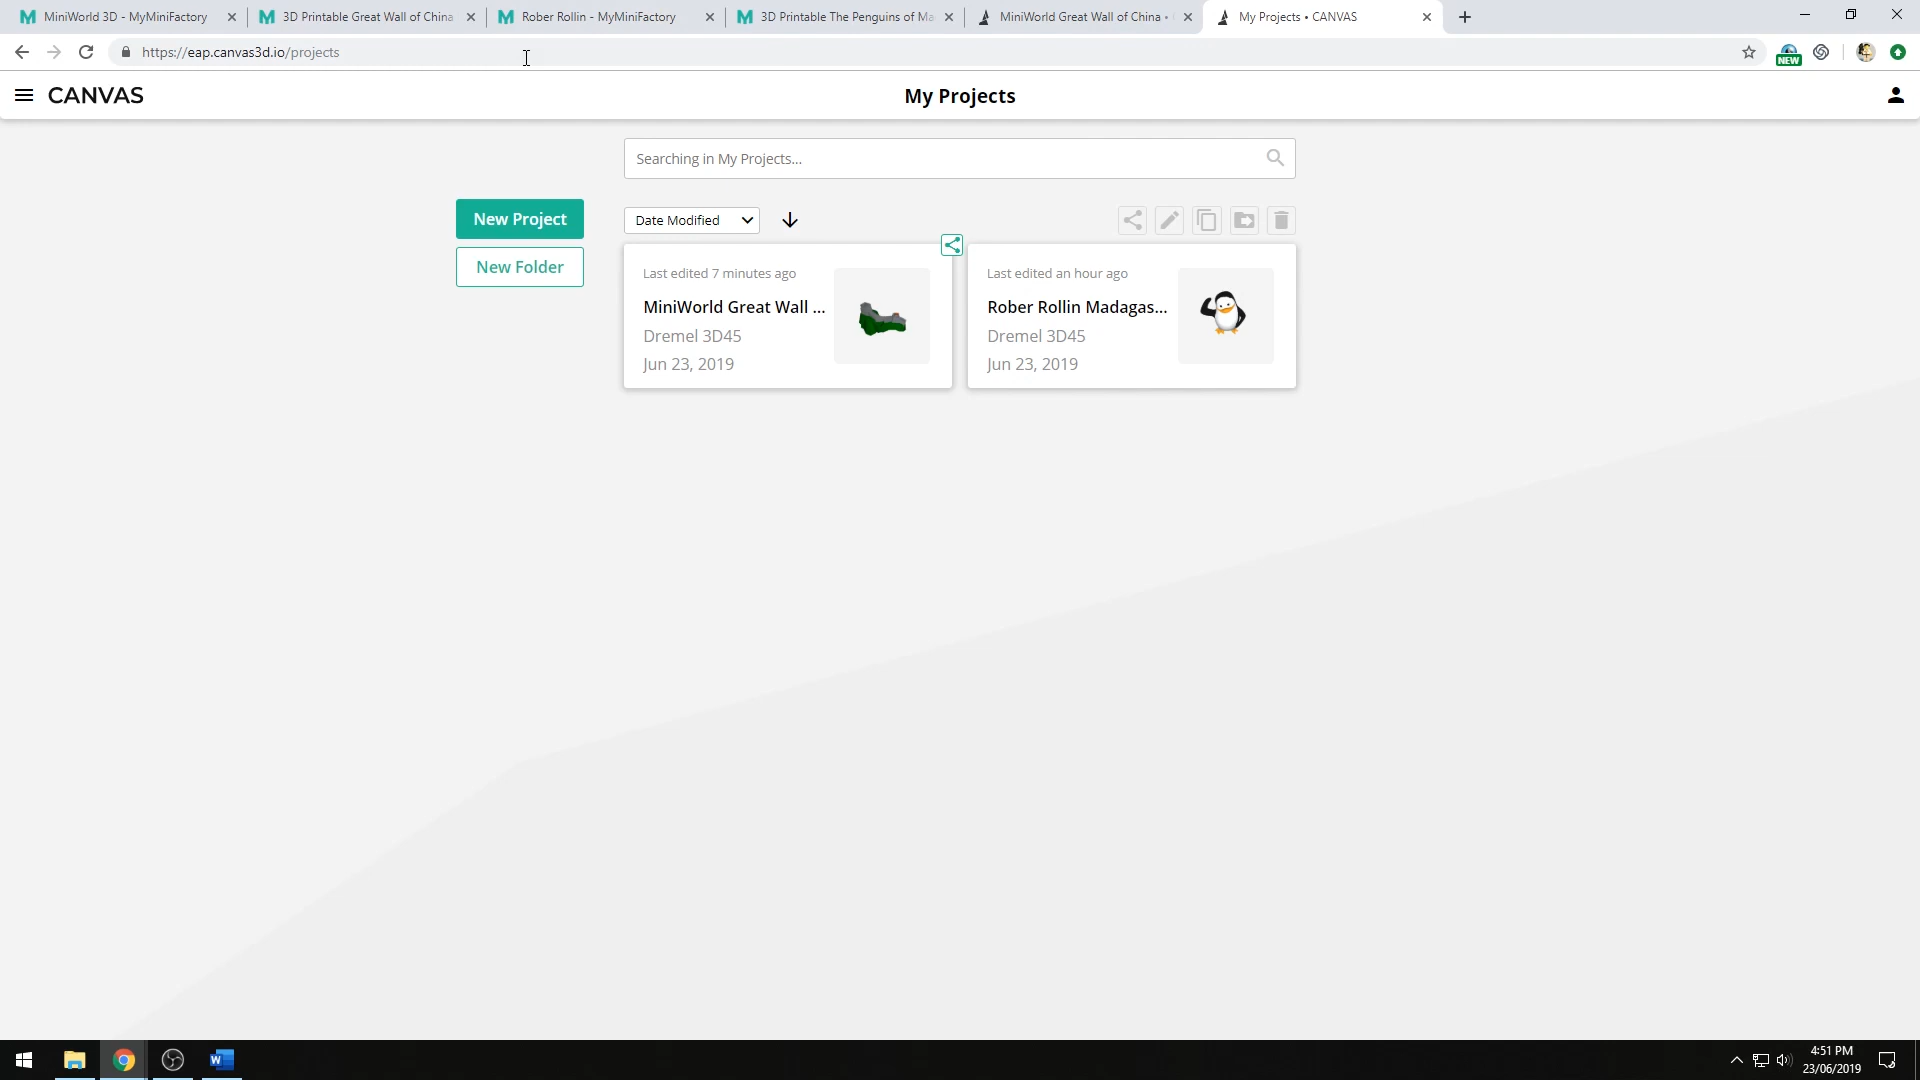 MiniWorld 3D - MyMiniFactory
3D Printable Great Wall of China
Rober Rollin - MyMiniFactory
3D Printable The Penguins of Ma
MiniWorld Great Wall of China •
My Projects • CANVAS
https://eap.canvas3d.io/projects
NEW
CANVAS
My Projects
Searching in My Projects...
New Project
New Folder
Date Modified
Last edited 7 minutes ago
MiniWorld Great Wall ...
Dremel 3D45
Jun 23, 2019
Last edited an hour ago
Rober Rollin Madagas...
Dremel 3D45
Jun 23, 2019
4:51 PM
23/06/2019